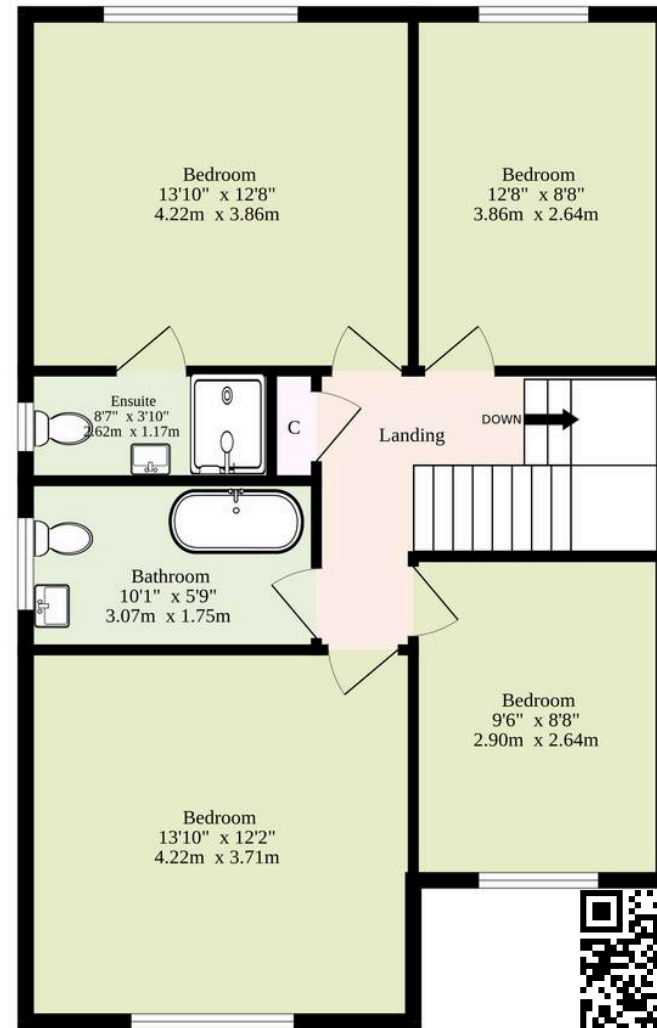 Bedroom
13'10" x 12'8"
4.22m x 3.86m
Bedroom
12'8" x 8'8"
3.86m x 2.64m
Ensuite
8'7" x 3'10"
2.62m x 1.17m
C
Landing
DOWN
Bathroom
10'1" x 5'9"
3.07m x 1.75m
Bedroom
9'6" x 8'8"
2.90m x 2.64m
Bedroom
13'10" x 12'2"
4.22m x 3.71m